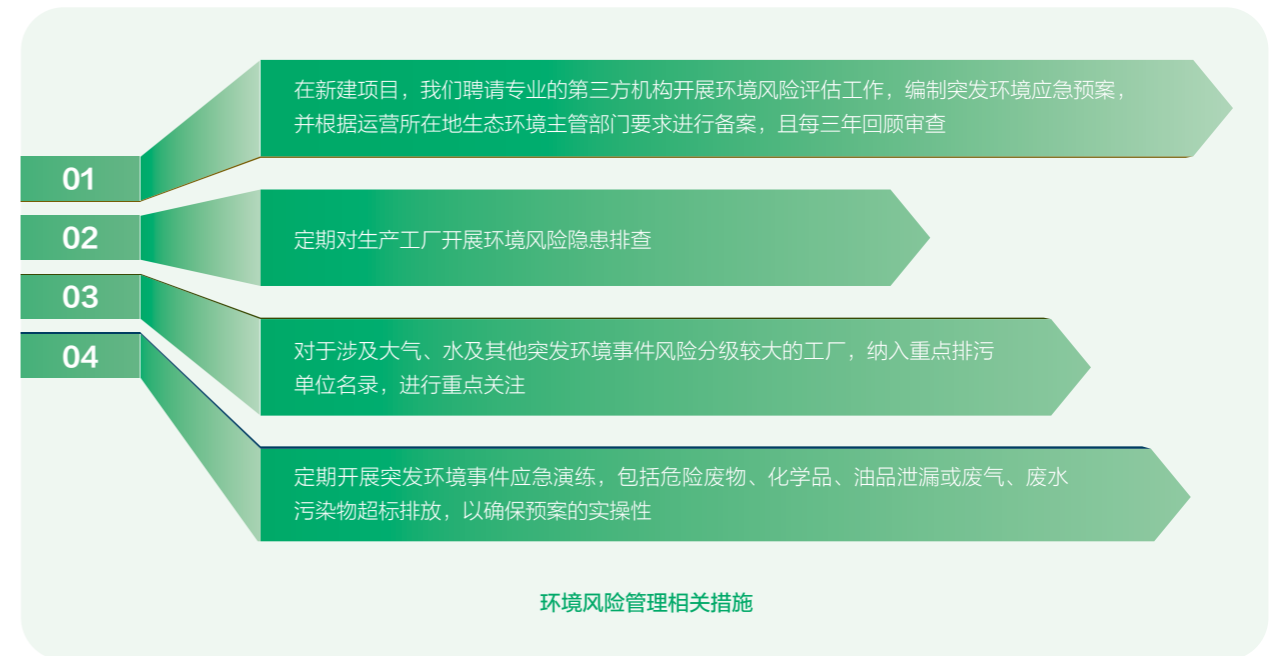 01
在新建项目，我们聘请专业的第三方机构开展环境风险评估工作，编制突发环境应急预案，
并根据运营所在地生态环境主管部门要求进行备案，且每三年回顾审查
02
定期对生产工厂开展环境风险隐患排查
03
对于涉及大气、水及其他突发环境事件风险分级较大的工厂，纳入重点排污
单位名录，进行重点关注
04
定期开展突发环境事件应急演练，包括危险废物、化学品、油品泄漏或废气、废水
污染物超标排放，以确保预案的实操性
环境风险管理相关措施